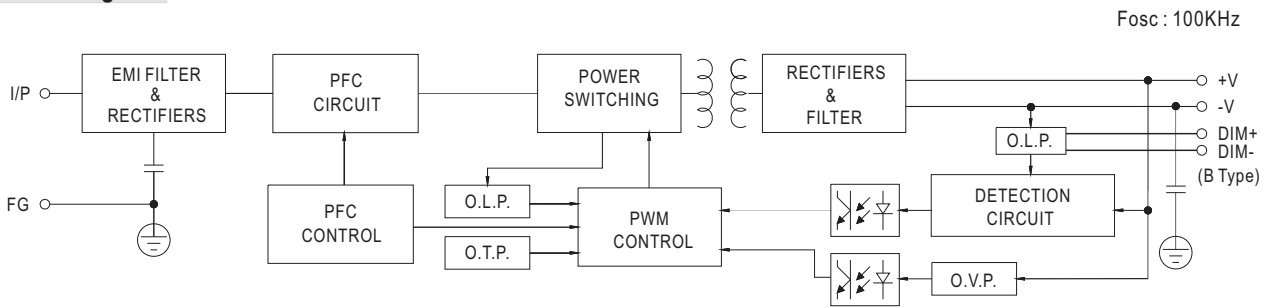 Fosc : 100KHz
I/P
EMI FILTER
&
RECTIFIERS
PFC
CIRCUIT
POWER
SWITCHING
RECTIFIERS
&
FILTER
+V
-V
DIM+
DIM-
(B Type)
O.L.P.
FG
PFC
CONTROL
O.L.P.
O.T.P.
PWM
CONTROL
DETECTION
CIRCUIT
O.V.P.